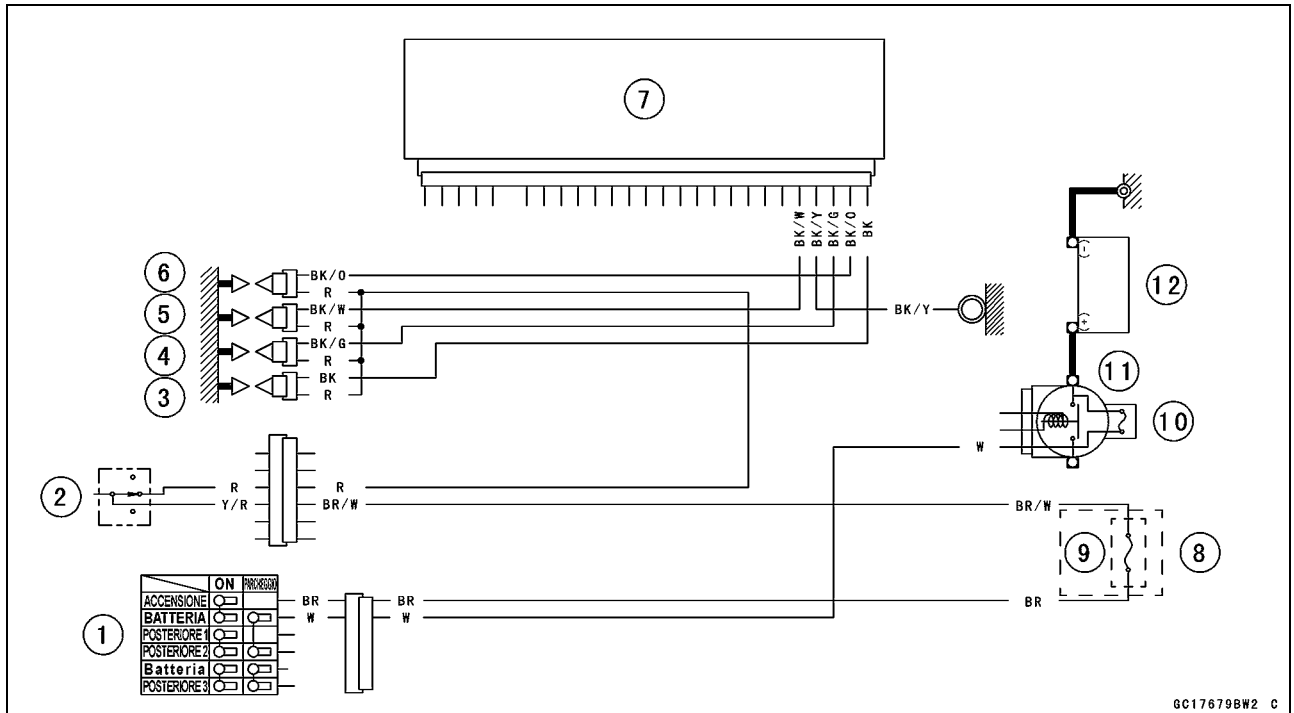 7
BK/W
BK/Y
BK/G
BK/O
BK
6
BK/O
R
5
BK/W
R
4
BK/G
R
3
BK
R
BK/Y
(-)
12
(+)
11
10
W
2
R
R
Y/R
BR/W
BR/W
9
8
1
ON PARCHEGGIO
ACCENSIONE
BATTERIA
POSTERIORE 1
POSTERIORE 2
Batteria
POSTERIORE 3
BR
BR
BR
W
W
GC17679BW2 C